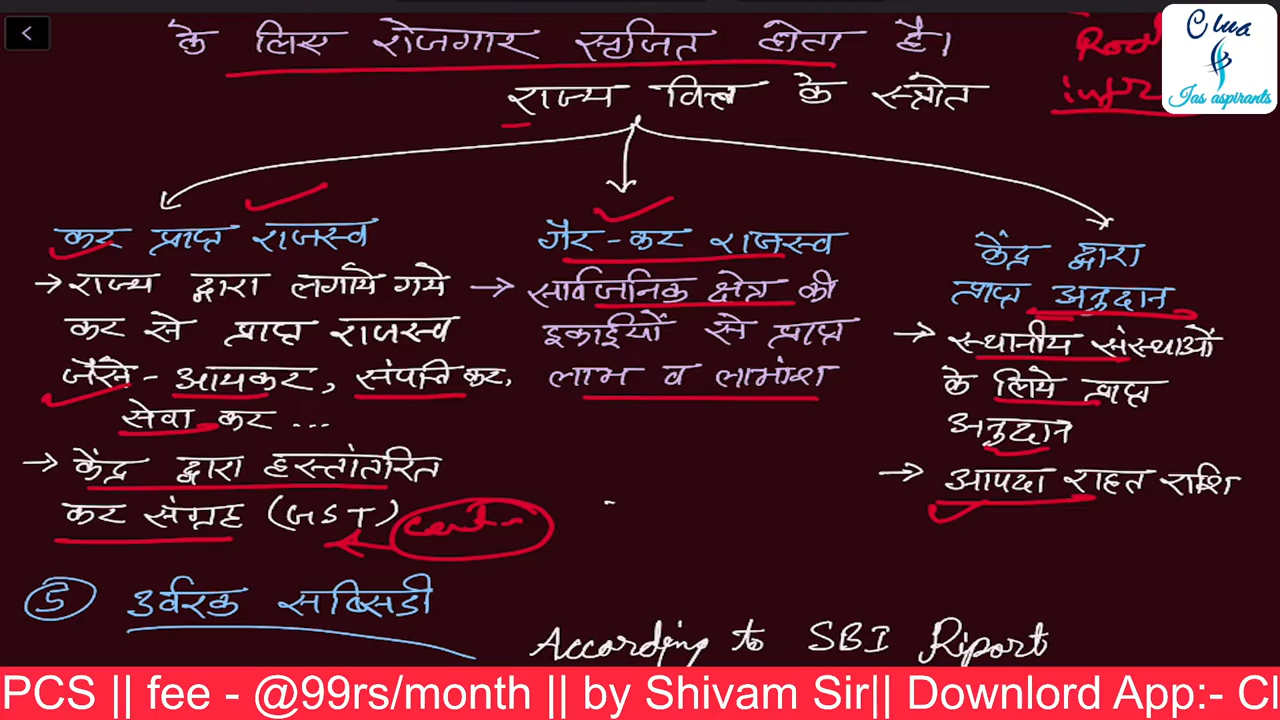 के लिए रोजगार सृजित होता है।
राज्य वित्त के स्त्रोत
Clua
Jas aspirants
कर प्राप्त राजस्व
→ राज्य द्वारा लगाये गये
कर से प्राप्त राजस्व
जैसे - आयकर, संपत्ति कर,
सेवा कर ...
→ केंद्र द्वारा हस्तांतरित
कर संग्रह (GST)
गैर-कर राजस्व
→ सार्वजनिक क्षेत्र की
इकाईयों से प्राप्त
लाभ व लाभांश
केंद्र द्वारा
प्राप्त अनुदान
→ स्थानीय संस्थाओं
के लिये प्राप्त
अनुदान
→ आपदा राहत राशि
5 उर्वरक सब्सिडी
According to SBI Riport
PCS || fee - @99rs/month || by Shivam Sir|| Downlord App:- Cl